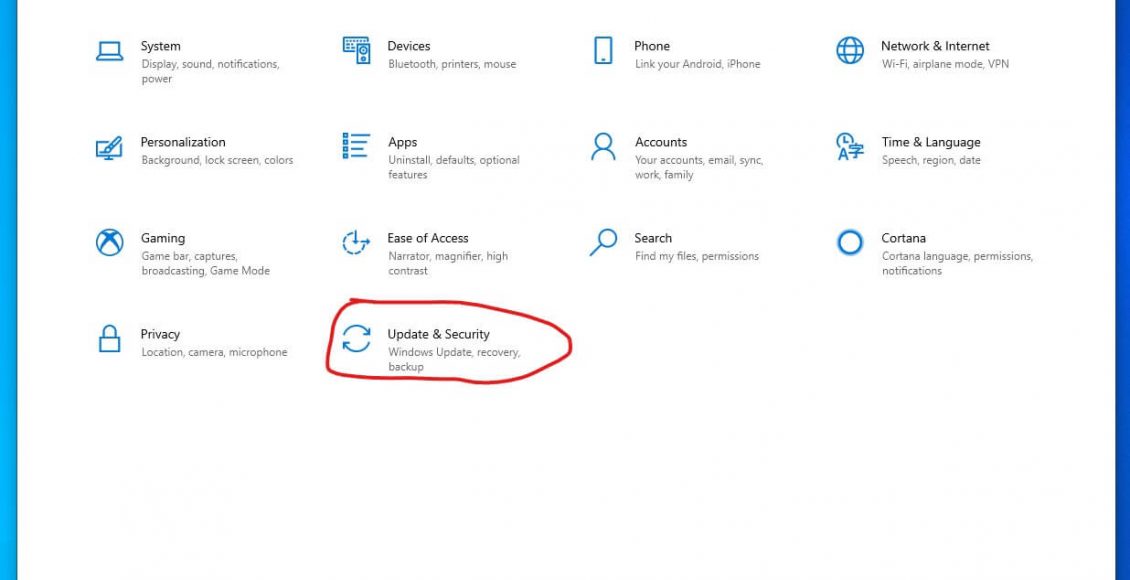 System
Display, sound, notifications,
power
Devices
Bluetooth, printers, mouse
Phone
Link your Android, iPhone
Network & Internet
Wi-Fi, airplane mode, VPN
Personalization
Background, lock screen, colors
Apps
Uninstall, defaults, optional
features
Accounts
Your accounts, email, sync,
work, family
Time & Language
Speech, region, date
Gaming
Game bar, captures,
broadcasting, Game Mode
Ease of Access
Narrator, magnifier, high
contrast
Search
Find my files, permissions
Cortana
Cortana language, permissions,
notifications
Privacy
Location, camera, microphone
Update & Security
Windows Update, recovery,
backup